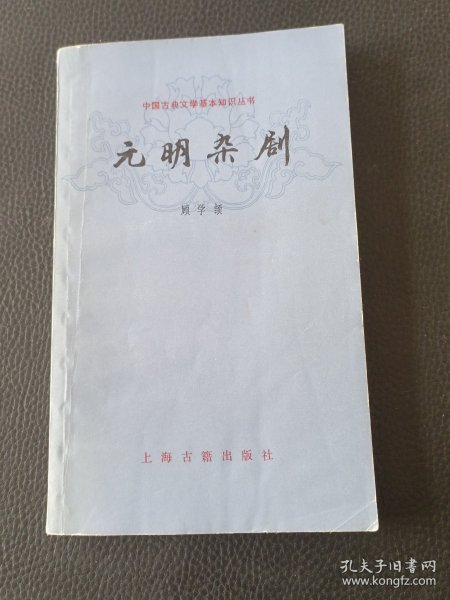 中国古典文学基本知识丛书
元明杂剧
顾学颉
上海古籍出版社
孔夫子旧书网
www.kongfz.com